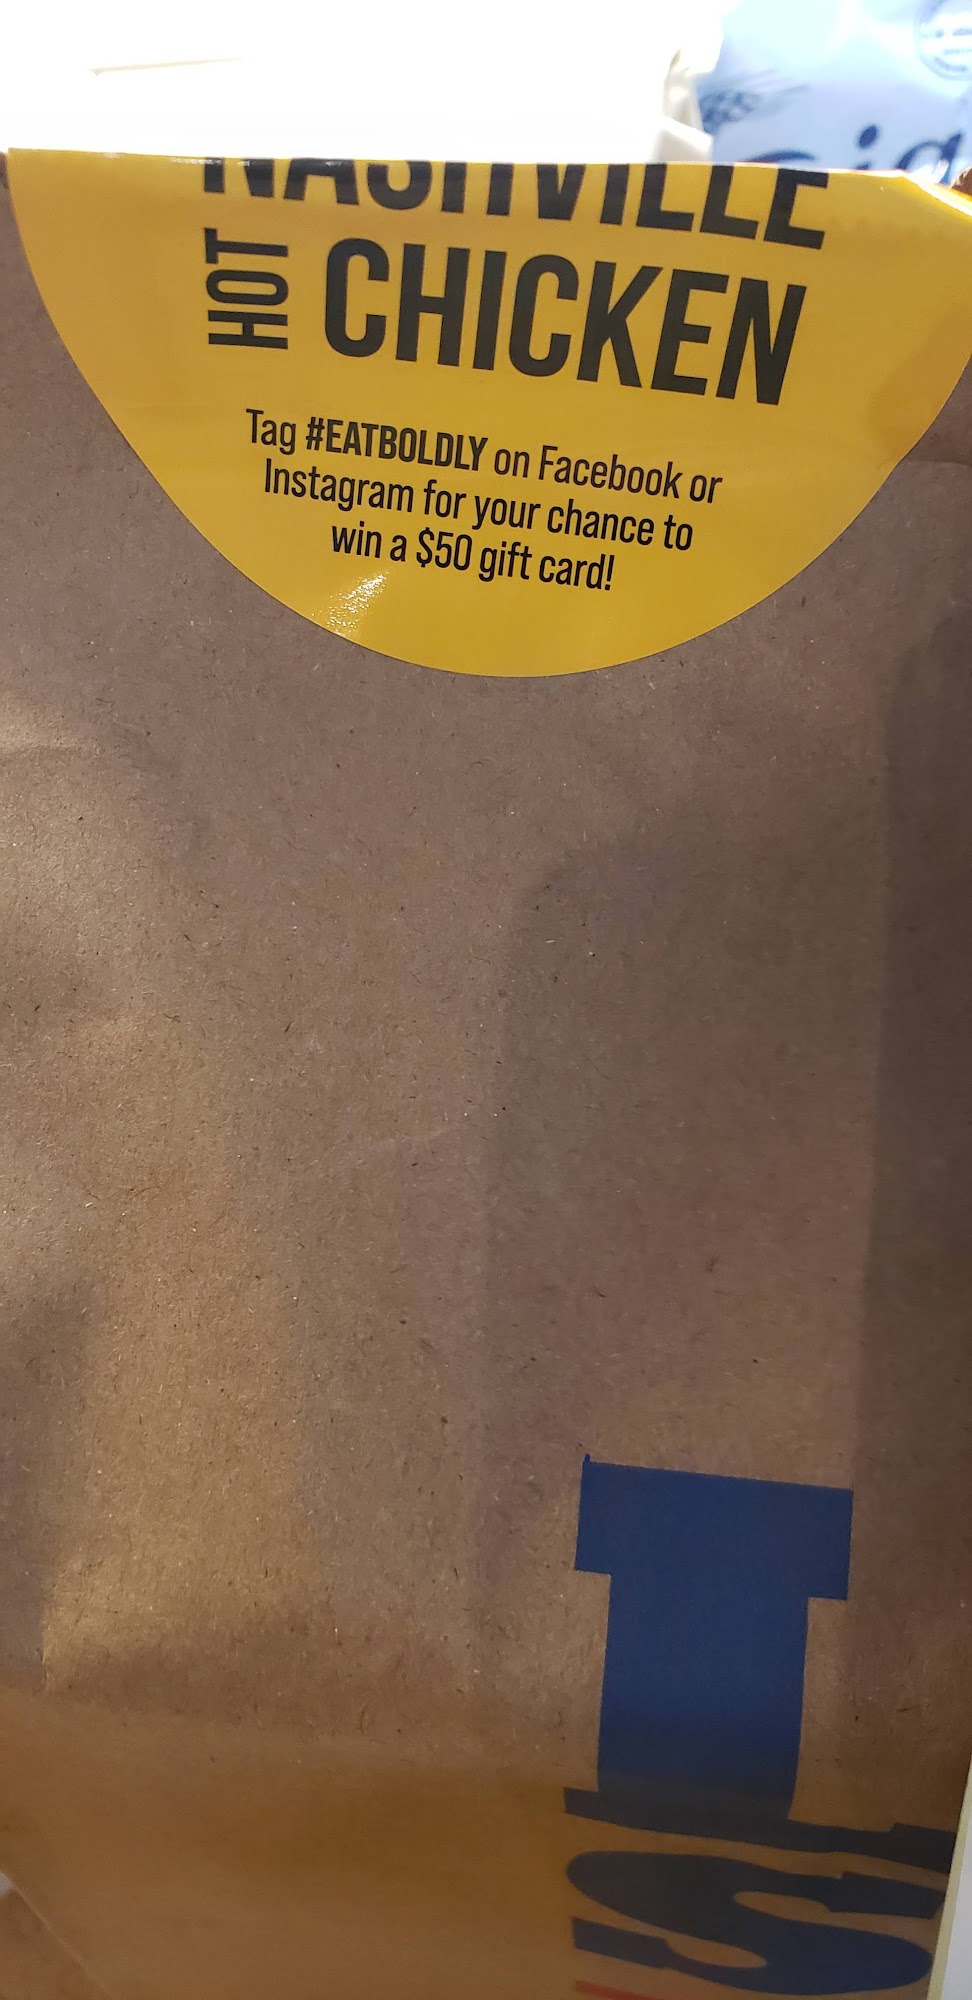 NASHVILLE
HOT CHICKEN
Tag #EATBOLDLY on Facebook or
Instagram for your chance to
win a $50 gift card!